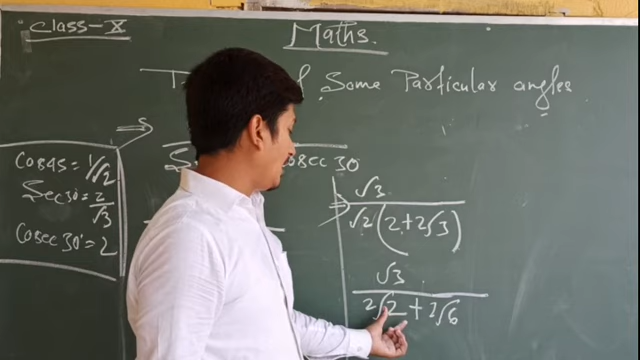 Class-X
Maths.
Some Particular angles
Cos45 = 1/√2
Sec30 = 2/√3
Cosec30 = 2
cosec 30
√3
√2(2+2√3)
√3
2√2+2√6